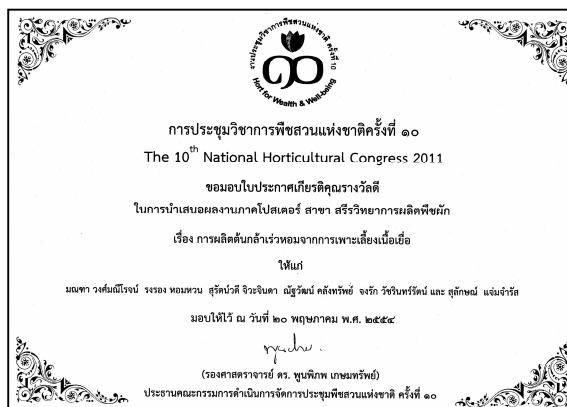 งานประชุมวิชาการพืชสวนแห่งชาติ ครั้งที่ 10
๑๐
Hort for Wealth & Well-being
การประชุมวิชาการพืชสวนแห่งชาติครั้งที่ ๑๐
The 10th National Horticultural Congress 2011
ขอมอบใบประกาศเกียรติคุณรางวัลดี
ในการนำเสนอผลงานภาคโปสเตอร์ สาขา สรีรวิทยาการผลิตพืชผัก
เรื่อง การผลิตต้นกล้าเร่วหอมจากการเพาะเลี้ยงเนื้อเยื่อ
ให้แก่
มณฑา วงศ์มณีโรจน์ รงรอง หอมหวน สุรัตน์วดี จิวะจินดา ณัฐวัฒน์ คลังทรัพย์ จงรัก วัชรินทร์รัตน์ และ สุลักษณ์ แจ่มจำรัส
มอบให้ไว้ ณ วันที่ ๒๐ พฤษภาคม พ.ศ. ๒๕๕๔
(รองศาสตราจารย์ ดร. พูนพิภพ เกษมทรัพย์)
ประธานคณะกรรมการดำเนินการจัดการประชุมพืชสวนแห่งชาติ ครั้งที่ ๑๐